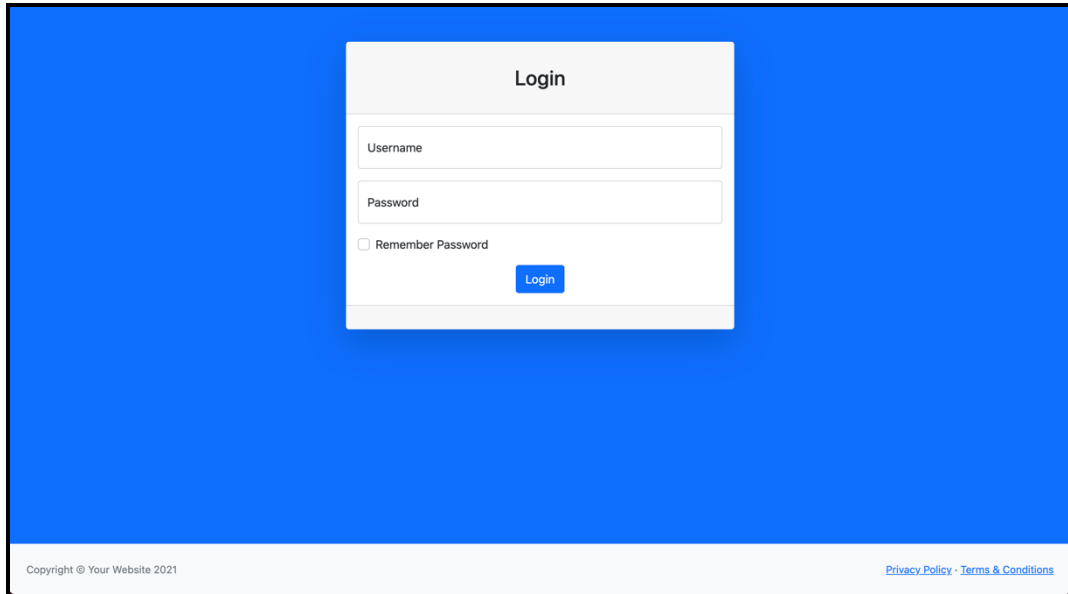 Login
Username
Password
Remember Password
Login
Copyright © Your Website 2021
Privacy Policy · Terms & Conditions